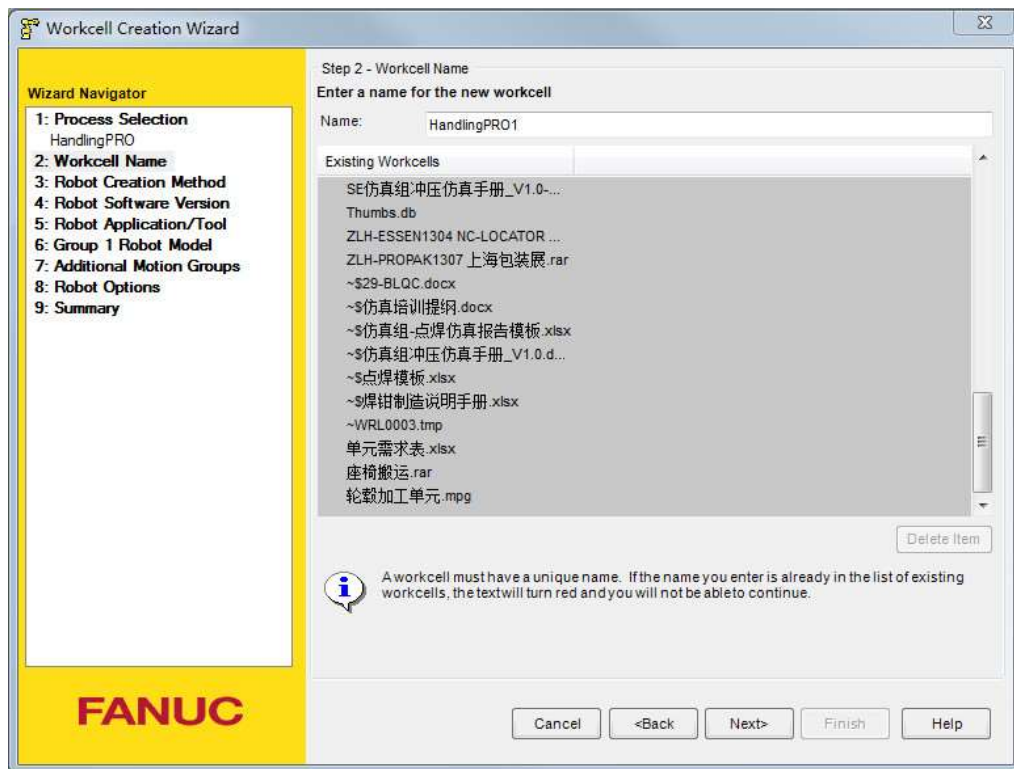 Workcell Creation Wizard
Wizard Navigator
1: Process Selection
HandlingPRO
2: Workcell Name
3: Robot Creation Method
4: Robot Software Version
5: Robot Application/Tool
6: Group 1 Robot Model
7: Additional Motion Groups
8: Robot Options
9: Summary
FANUC
Step 2 - Workcell Name
Enter a name for the new workcell
Name: HandlingPRO1
Existing Workcells
SE仿真组冲压仿真手册_V1.0-...
Thumbs.db
ZLH-ESSEN1304 NC-LOCATOR ...
ZLH-PROPAK1307 上海包装展.rar
~$29-BLQC.docx
~$仿真培训提纲.docx
~$仿真组-点焊仿真报告模板.xlsx
~$仿真组冲压仿真手册_V1.0.d...
~$点焊模板.xlsx
~$焊钳制造说明手册.xlsx
~WRL0003.tmp
单元需求表.xlsx
座椅搬运.rar
轮毂加工单元.mpg
Delete Item
A workcell must have a unique name. If the name you enter is already in the list of existing
workcells, the text will turn red and you will not be able to continue.
Cancel <Back Next> Finish Help